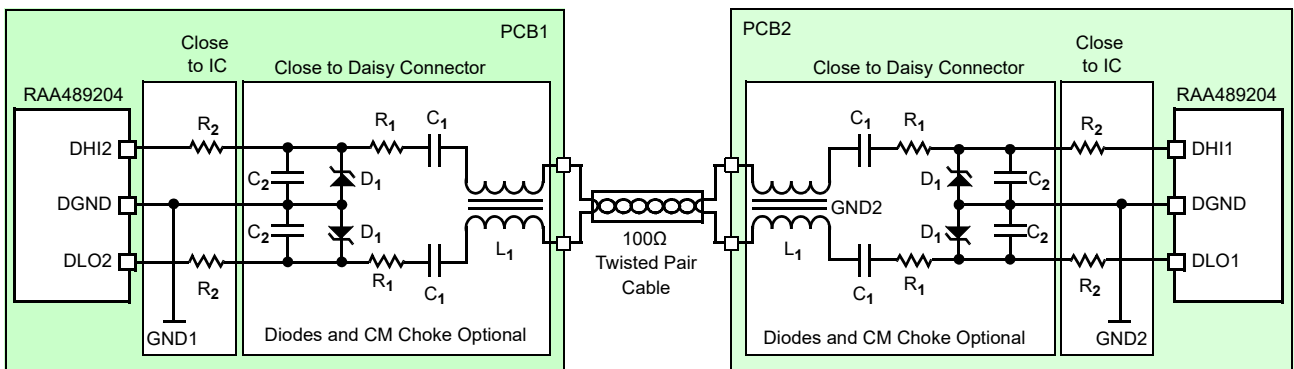 PCB1
Close
to IC
Close to Daisy Connector
RAA489204
R2
R1
C1
DHI2
C2
D1
DGND
C2
D1
DLO2
R2
R1
C1
L1
GND1
Diodes and CM Choke Optional
100Ω
Twisted Pair
Cable
PCB2
Close to Daisy Connector
Close
to IC
RAA489204
C1
R1
R2
DHI1
D1
C2
GND2
DGND
D1
C2
L1
DLO1
C1
R1
R2
Diodes and CM Choke Optional
GND2